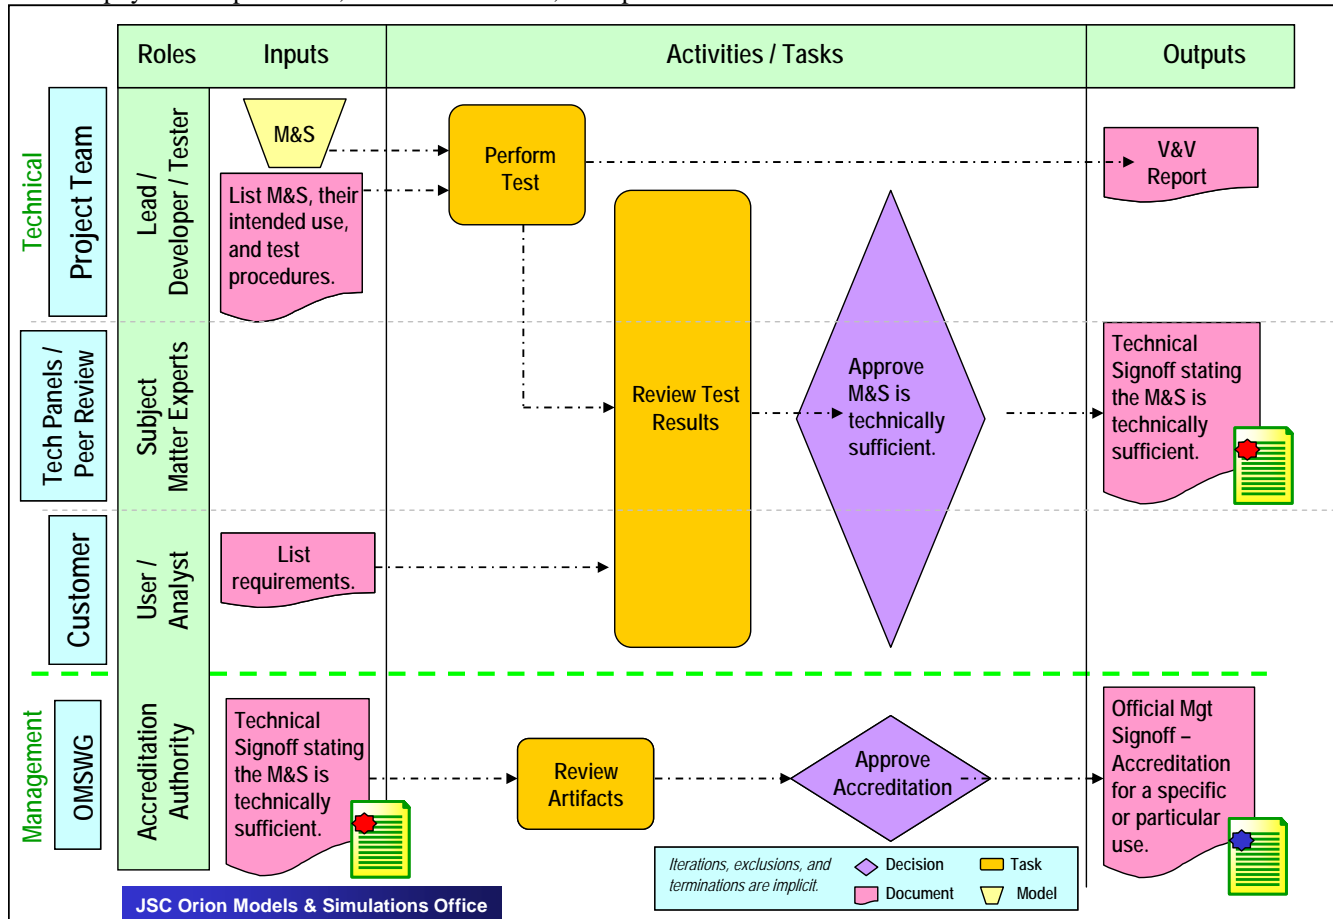 Roles
Inputs
Activities / Tasks
Outputs
Technical
Project Team
Lead /
Developer / Tester
M&S
List M&S, their
intended use,
and test
procedures.
Perform
Test
V&V
Report
Tech Panels /
Peer Review
Subject
Matter Experts
Review Test
Results
Approve
M&S is
technically
sufficient.
Technical
Signoff stating
the M&S is
technically
sufficient.
Customer
User /
Analyst
List
requirements.
Management
OMSWG
Accreditation
Authority
Technical
Signoff stating
the M&S is
technically
sufficient.
Review
Artifacts
Approve
Accreditation
Official Mgt
Signoff –
Accreditation
for a specific
or particular
use.
Iterations, exclusions, and
terminations are implicit.
Decision
Task
Document
Model
JSC Orion Models & Simulations Office